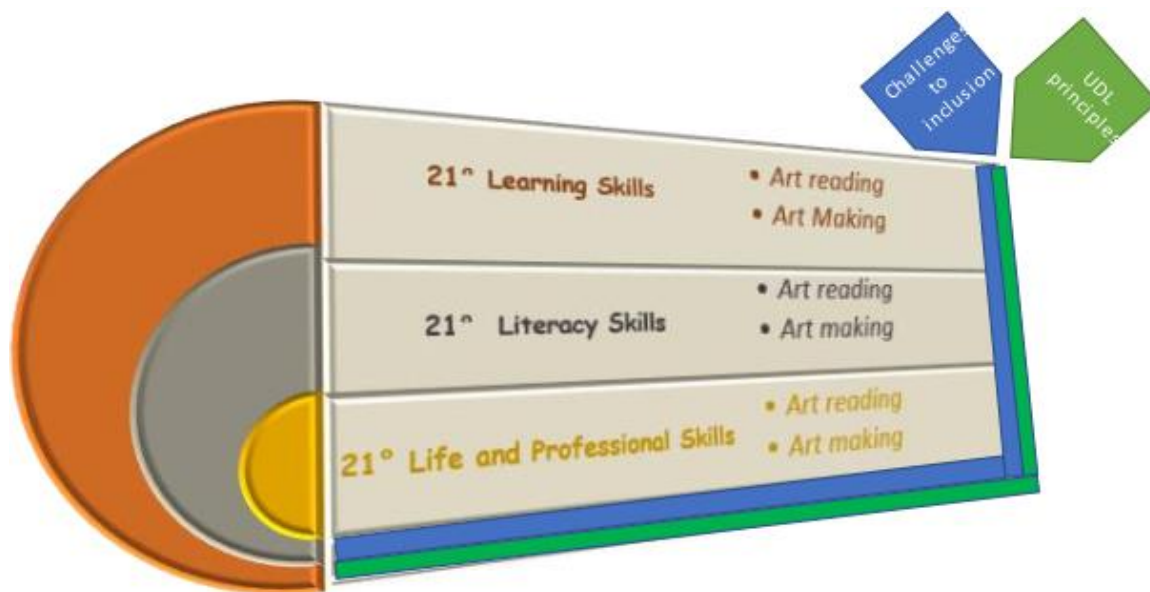 Challenges
to
inclusion
UDL
principles
21^ Learning Skills
• Art reading
• Art Making
21^ Literacy Skills
• Art reading
• Art making
21° Life and Professional Skills
• Art reading
• Art making